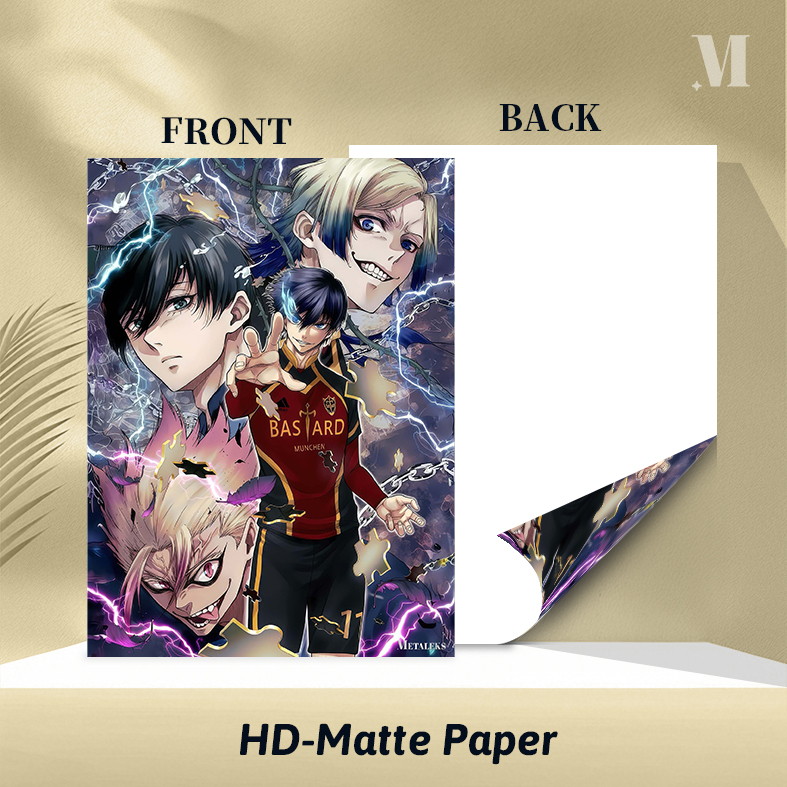 M
FRONT
BACK
BASTARD
MUNCHEN
11
METALEKS
HD-Matte Paper